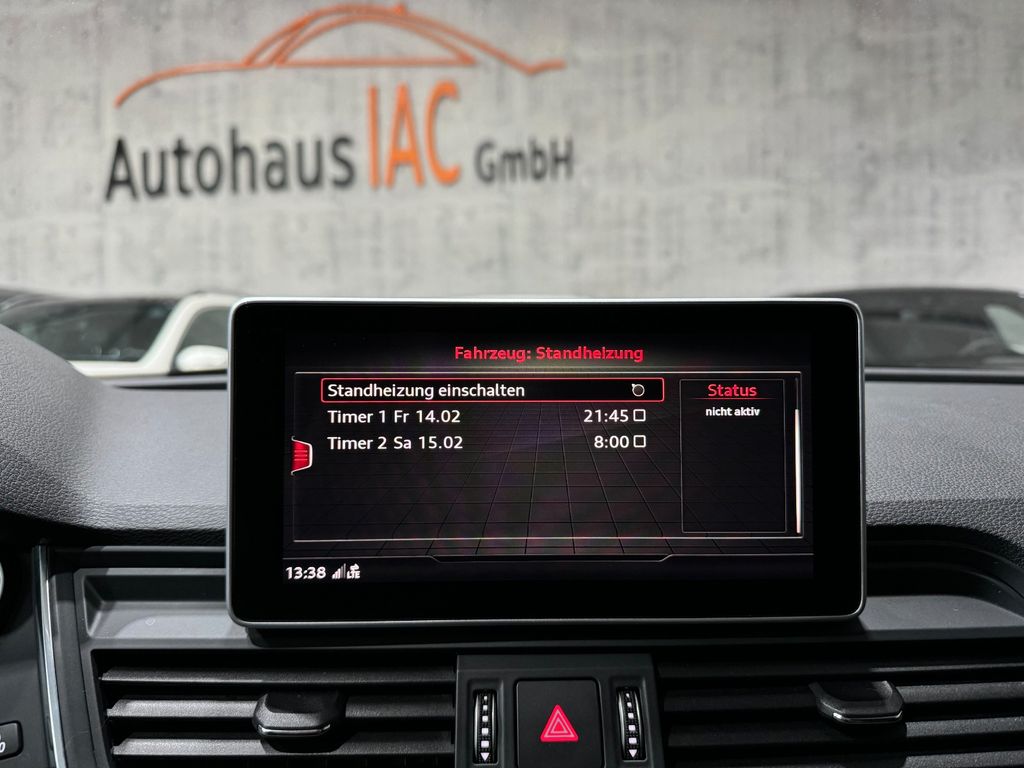 Autohaus IAC GmbH
Fahrzeug: Standheizung
Standheizung einschalten
Timer 1 Fr 14.02 21:45
Timer 2 Sa 15.02 8:00
Status
nicht aktiv
13:38 LTE